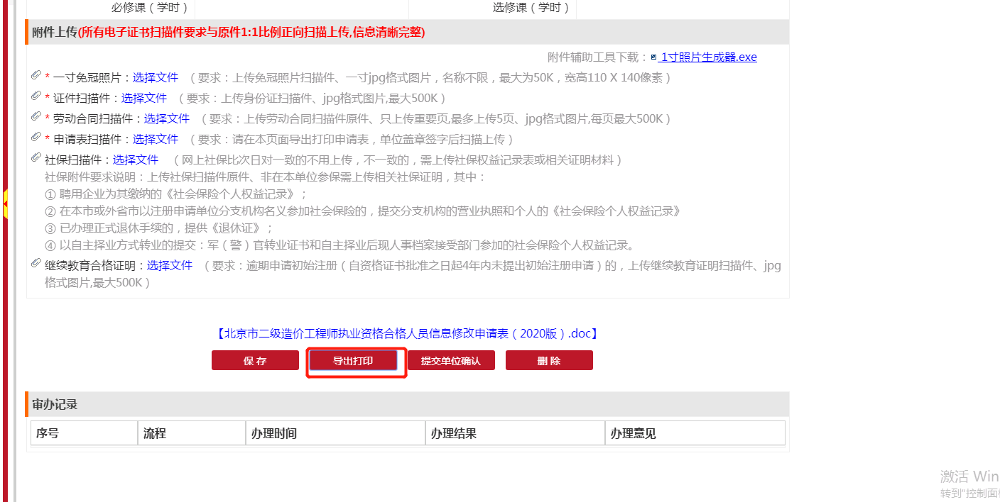 必修课（学时）
选修课（学时）
附件上传(所有电子证书扫描件要求与原件1:1比例正向扫描上传,信息清晰完整)
附件辅助工具下载： 1寸照片生成器.exe
* 一寸免冠照片：选择文件 （要求：上传免冠照片扫描件、一寸jpg格式图片，名称不限，最大为50K，宽高110 X 140像素）
* 证件扫描件：选择文件 （要求：上传身份证扫描件、jpg格式图片,最大500K）
* 劳动合同扫描件：选择文件 （要求：上传劳动合同扫描件原件、只上传重要页,最多上传5页、jpg格式图片,每页最大500K）
* 申请表扫描件：选择文件 （要求：请在本页面导出打印申请表，单位盖章签字后扫描上传）
社保扫描件：选择文件 （网上社保比次日对一致的不用上传，不一致的，需上传社保权益记录表或相关证明材料）
社保附件要求说明：上传社保扫描件原件、非在本单位参保需上传相关社保证明，其中：
① 聘用企业为其缴纳的《社会保险个人权益记录》；
② 在本市或外省市以注册申请单位分支机构名义参加社会保险的，提交分支机构的营业执照和个人的《社会保险个人权益记录》
③ 已办理正式退休手续的，提供《退休证》；
④ 以自主择业方式转业的提交：军（警）官转业证书和自主择业后现人事档案接受部门参加的社会保险个人权益记录。
继续教育合格证明：选择文件 （要求：逾期申请初始注册（自资格证书批准之日起4年内未提出初始注册申请）的，上传继续教育证明扫描件、jpg
格式图片,最大500K）
【北京市二级造价工程师执业资格合格人员信息修改申请表（2020版）.doc】
保 存 导出打印 提交单位确认 删 除
审办记录
序号 流程 办理时间 办理结果 办理意见
激活 Win
转到"控制面